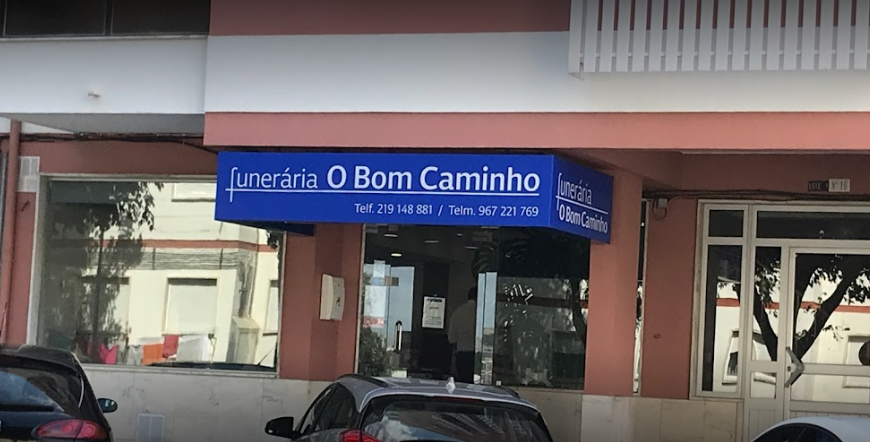 funerária O Bom Caminho
Telf. 219 148 881 / Telm. 967 221 769
funerária
O Bom Caminho